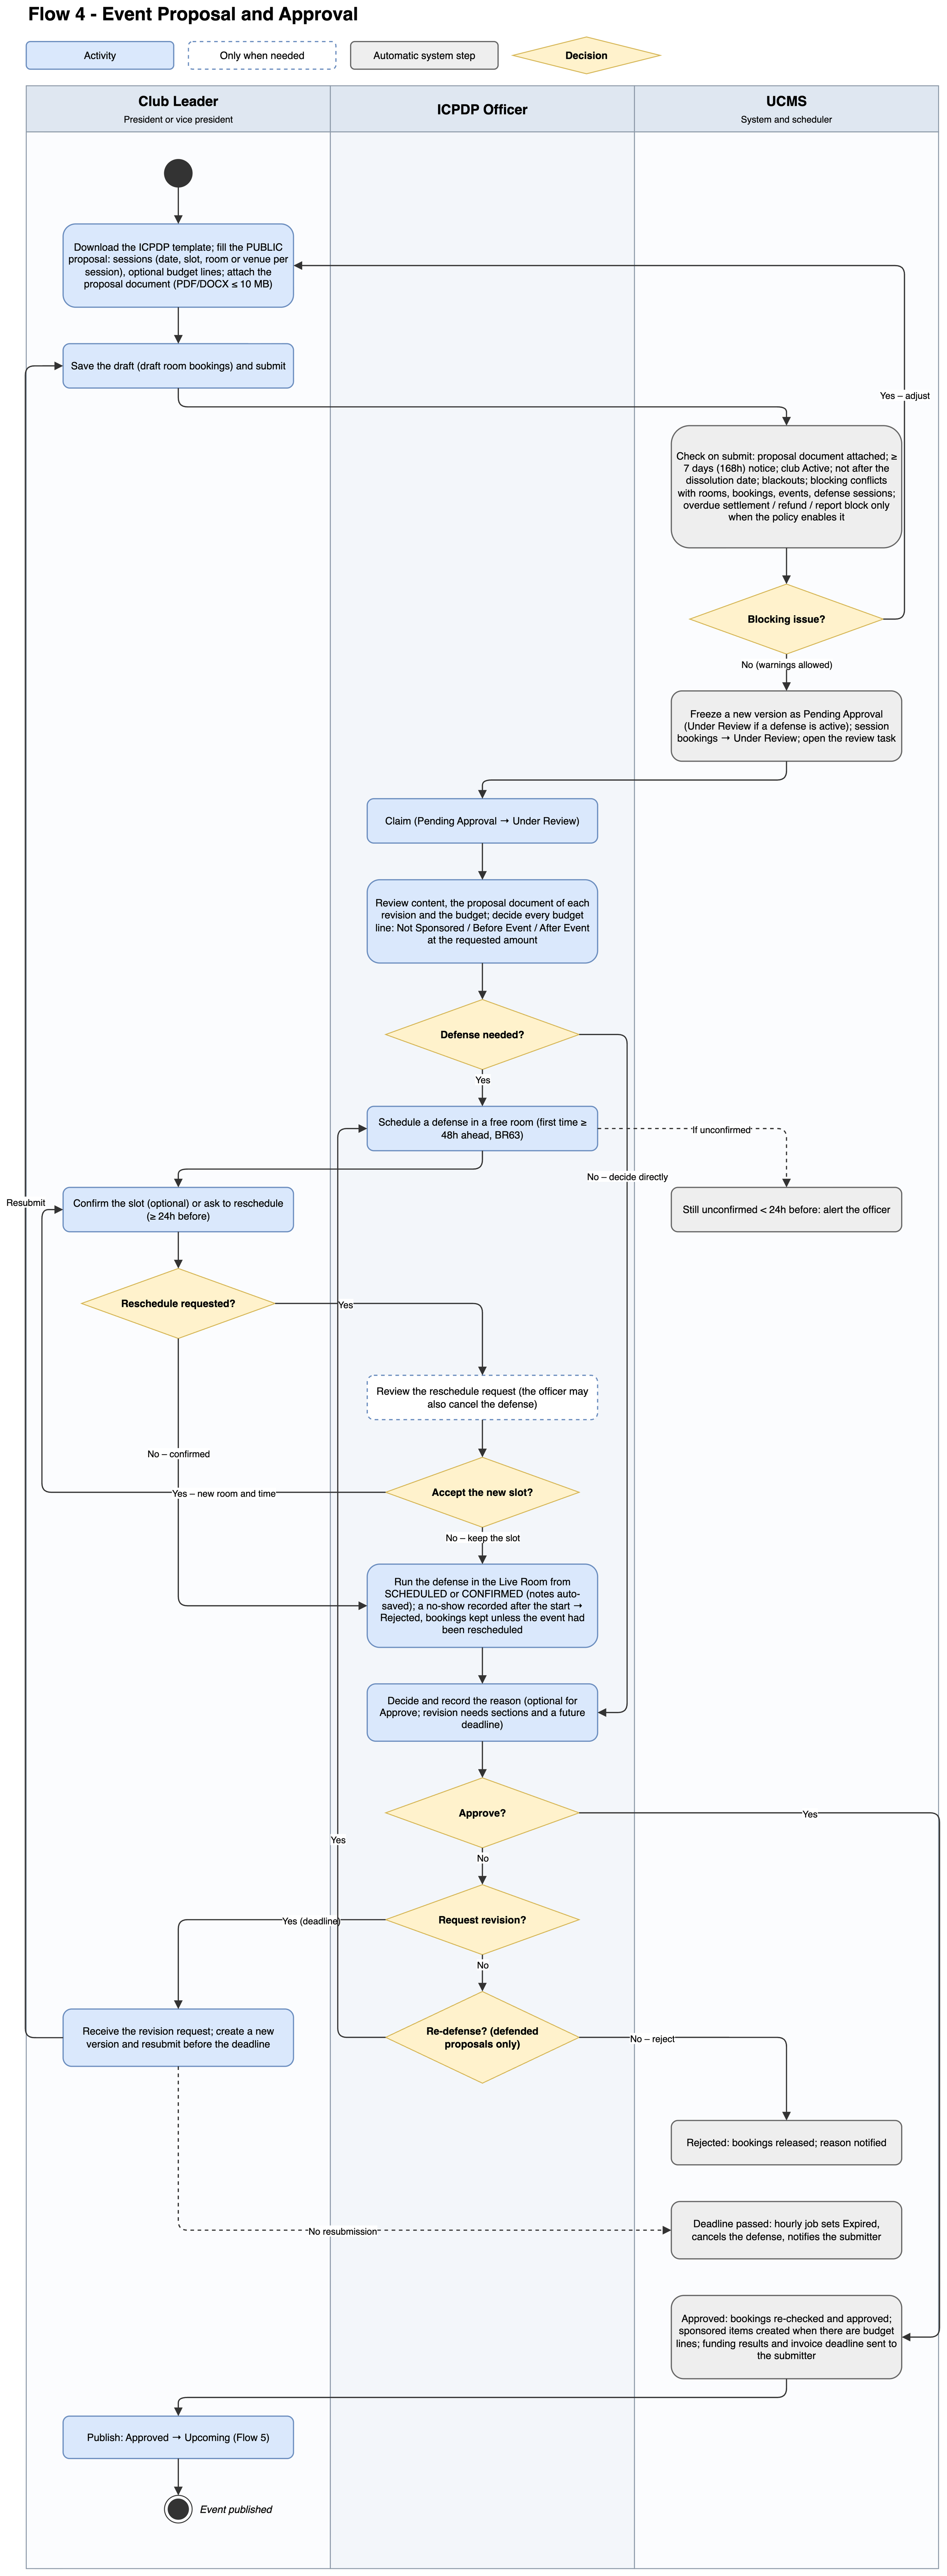 Flow 4 - Event Proposal and Approval
Activity
Only when needed
Automatic system step
Decision
Club Leader
President or vice president
ICPDP Officer
UCMS
System and scheduler
Download the ICPDP template; fill the PUBLIC
proposal: sessions (date, slot, room or venue per
session), optional budget lines; attach the
proposal document (PDF/DOCX ≤ 10 MB)
Save the draft (draft room bookings) and submit
Yes – adjust
Check on submit: proposal document attached; ≥
7 days (168h) notice; club Active; not after the
dissolution date; blackouts; blocking conflicts
with rooms, bookings, events, defense sessions;
overdue settlement / refund / report block only
when the policy enables it
Blocking issue?
No (warnings allowed)
Freeze a new version as Pending Approval
(Under Review if a defense is active); session
bookings → Under Review; open the review task
Claim (Pending Approval → Under Review)
Review content, the proposal document of each
revision and the budget; decide every budget
line: Not Sponsored / Before Event / After Event
at the requested amount
Defense needed?
Yes
Schedule a defense in a free room (first time ≥
48h ahead, BR63)
If unconfirmed
No – decide directly
Resubmit
Confirm the slot (optional) or ask to reschedule
(≥ 24h before)
Still unconfirmed < 24h before: alert the officer
Reschedule requested?
Yes
Review the reschedule request (the officer may
also cancel the defense)
No – confirmed
Yes – new room and time
Accept the new slot?
No – keep the slot
Run the defense in the Live Room from
SCHEDULED or CONFIRMED (notes auto-
saved); a no-show recorded after the start →
Rejected, bookings kept unless the event had
been rescheduled
Decide and record the reason (optional for
Approve; revision needs sections and a future
deadline)
Approve?
Yes
Yes
No
Yes (deadline)
Request revision?
No
Receive the revision request; create a new
version and resubmit before the deadline
Re-defense? (defended
proposals only)
No – reject
Rejected: bookings released; reason notified
No resubmission
Deadline passed: hourly job sets Expired,
cancels the defense, notifies the submitter
Approved: bookings re-checked and approved;
sponsored items created when there are budget
lines; funding results and invoice deadline sent to
the submitter
Publish: Approved → Upcoming (Flow 5)
Event published